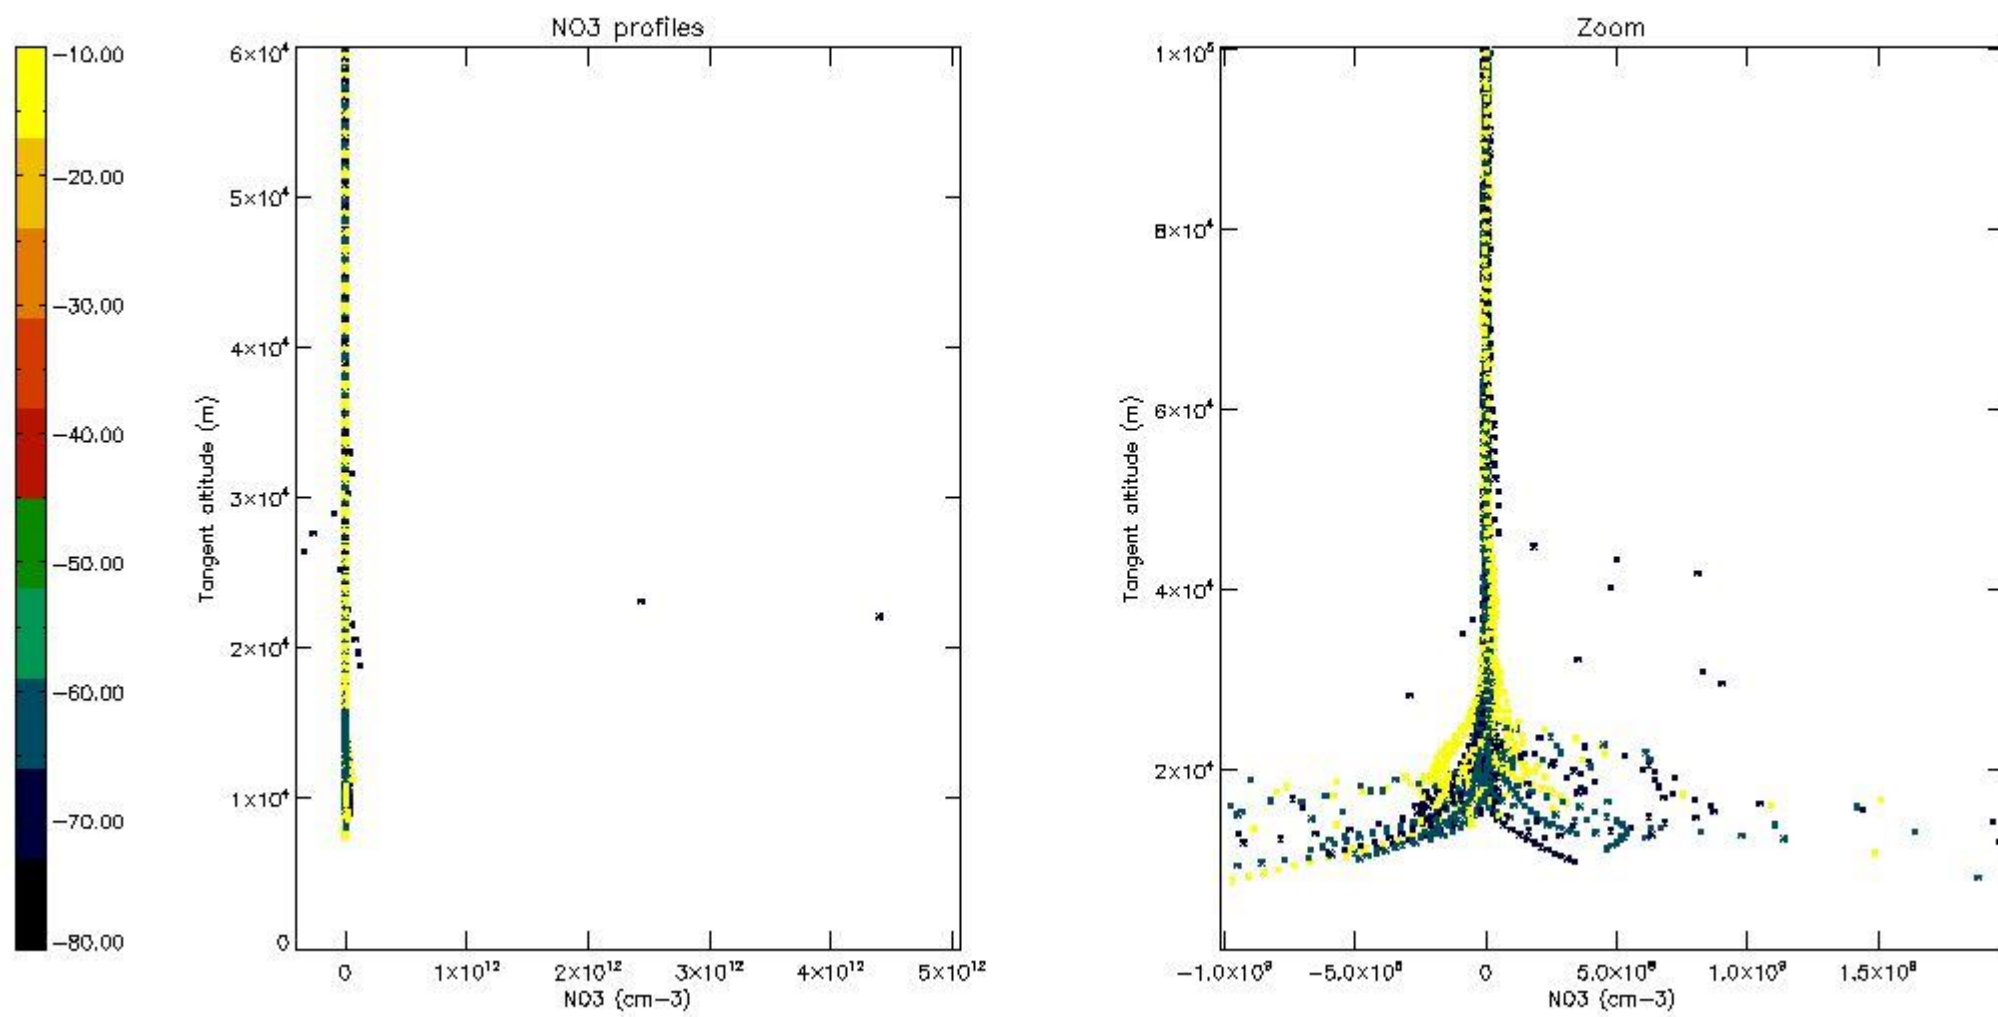 NO3 profiles
Zoom
−10.00
−20.00
−30.00
−40.00
−50.00
−60.00
−70.00
−80.00
6×10⁴
5×10⁴
4×10⁴
3×10⁴
2×10⁴
1×10⁴
0
Tangent altitude (m)
0 1×10¹² 2×10¹² 3×10¹² 4×10¹² 5×10¹²
NO3 (cm−3)
1×10⁵
8×10⁴
6×10⁴
4×10⁴
2×10⁴
Tangent altitude (m)
−1.0×10⁹ −5.0×10⁸ 0 5.0×10⁸ 1.0×10⁹ 1.5×10⁹
NO3 (cm−3)